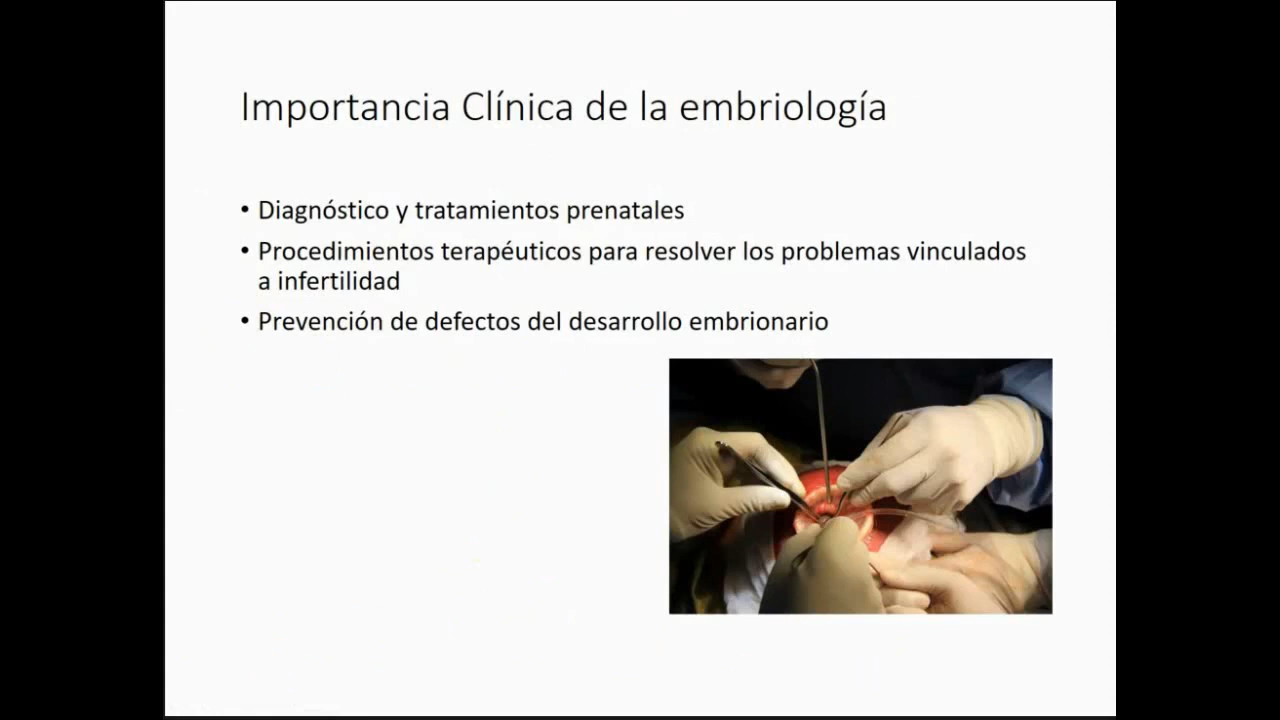 Importancia Clínica de la embriología
• Diagnóstico y tratamientos prenatales
• Procedimientos terapéuticos para resolver los problemas vinculados
a infertilidad
• Prevención de defectos del desarrollo embrionario